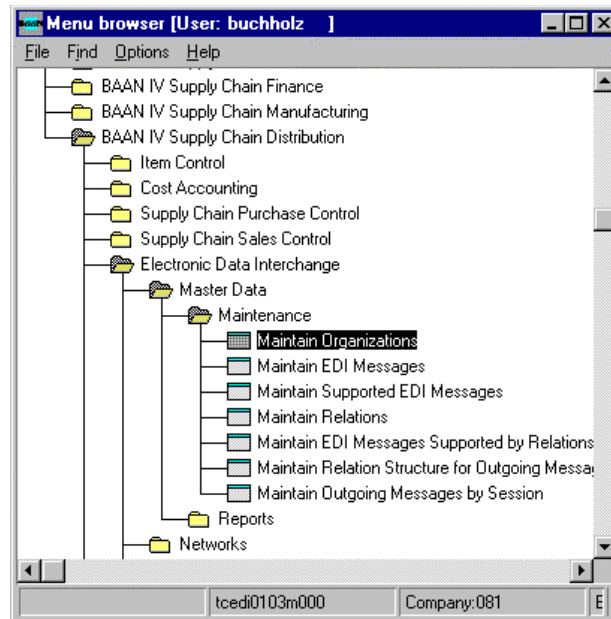 BAAN Menu browser [User: buchholz ]
File Find Options Help
BAAN IV Supply Chain Finance
BAAN IV Supply Chain Manufacturing
BAAN IV Supply Chain Distribution
Item Control
Cost Accounting
Supply Chain Purchase Control
Supply Chain Sales Control
Electronic Data Interchange
Master Data
Maintenance
Maintain Organizations
Maintain EDI Messages
Maintain Supported EDI Messages
Maintain Relations
Maintain EDI Messages Supported by Relations
Maintain Relation Structure for Outgoing Messa
Maintain Outgoing Messages by Session
Reports
Networks
tcedi0103m000 Company:081 E